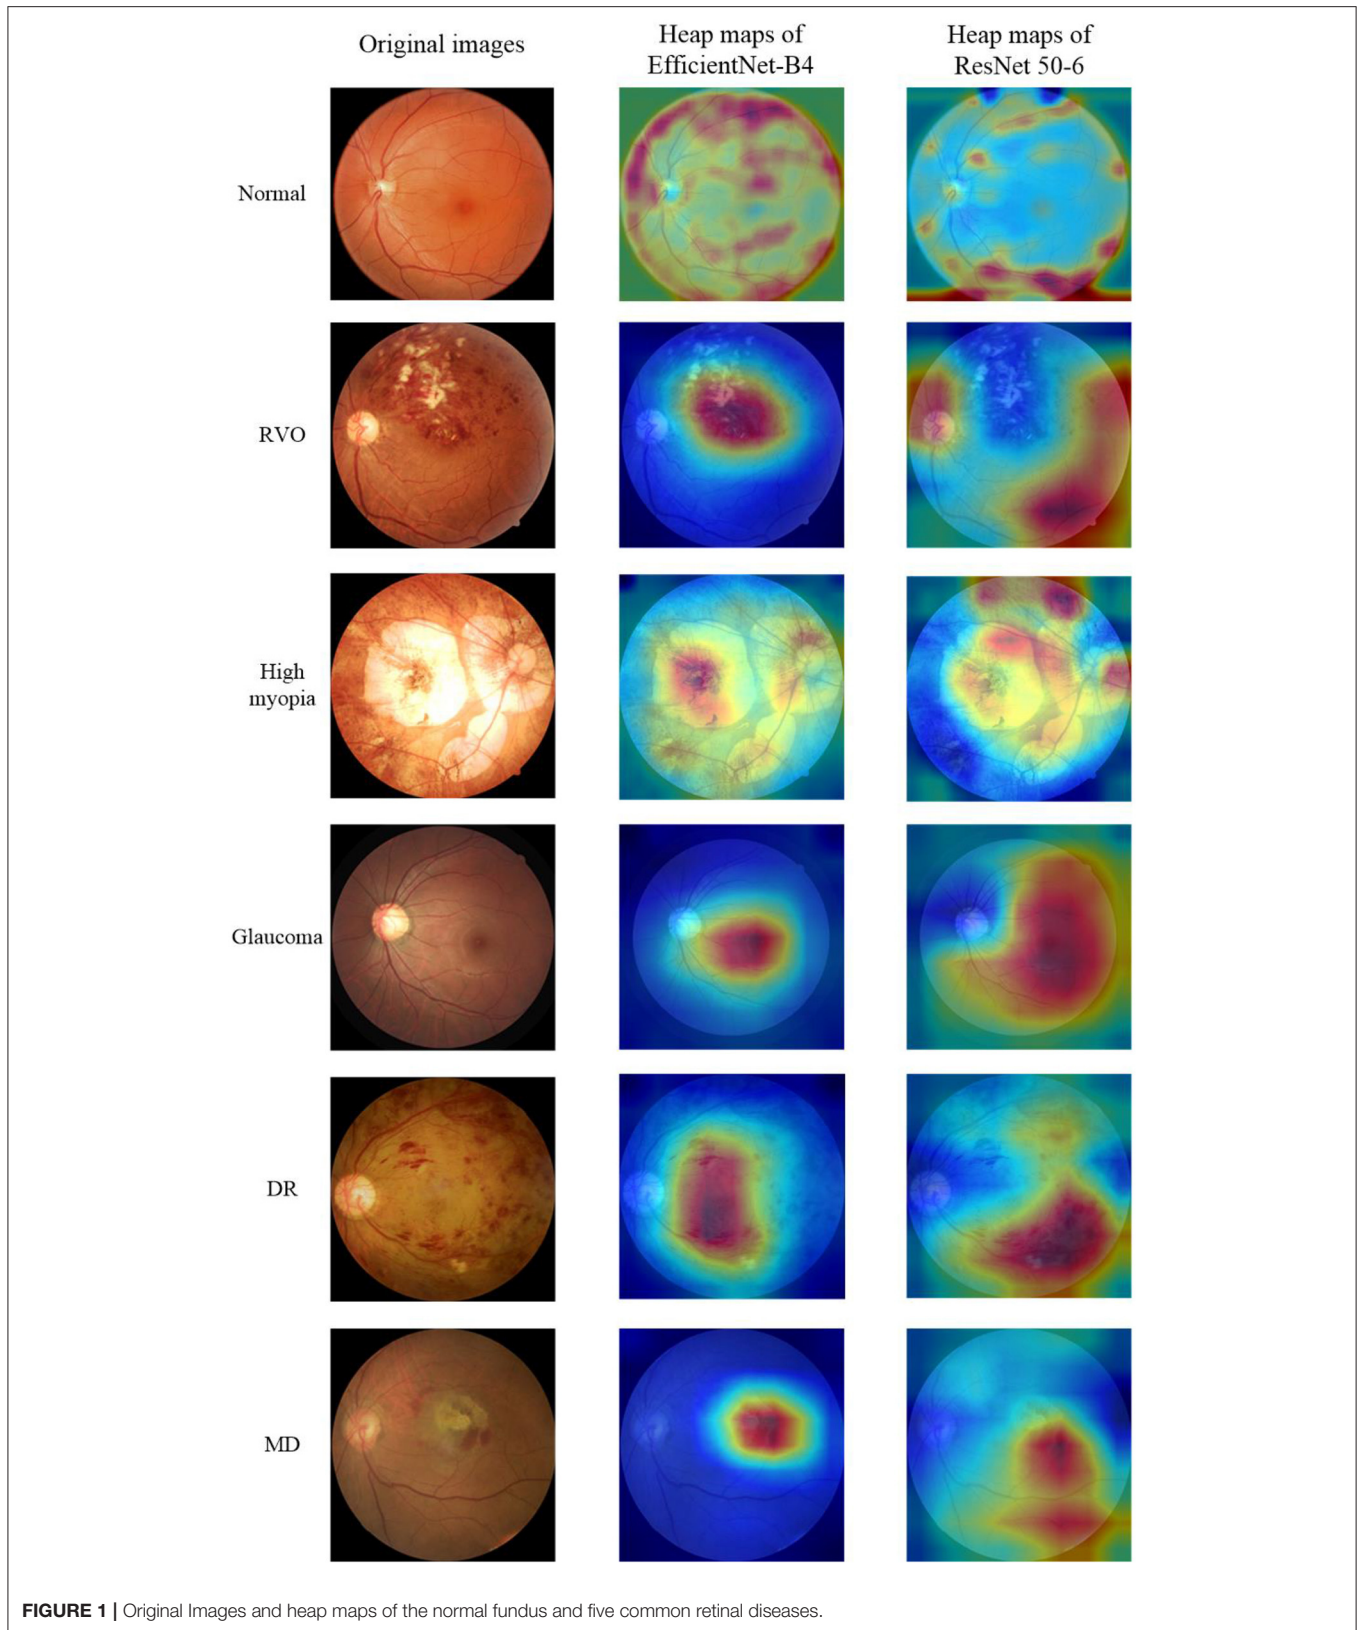 Original images
Heap maps of
EfficientNet-B4
Heap maps of
ResNet 50-6
Normal
RVO
High
myopia
Glaucoma
DR
MD
FIGURE 1 | Original Images and heap maps of the normal fundus and five common retinal diseases.